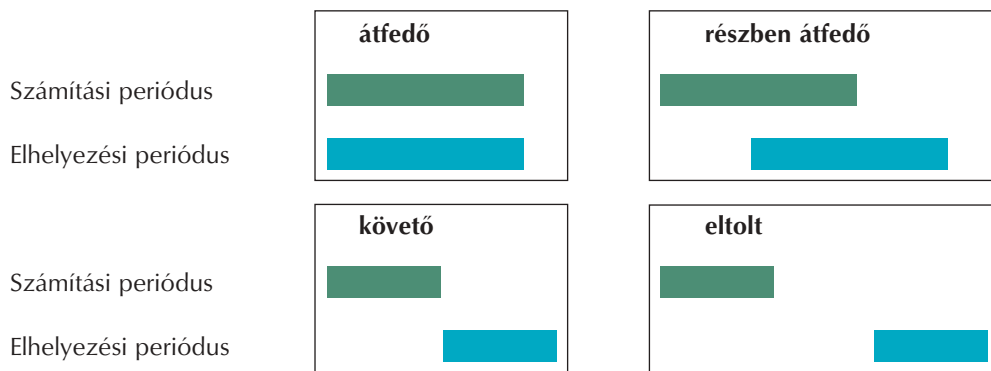 átfedő
részben átfedő
Számítási periódus
Elhelyezési periódus
követő
eltolt
Számítási periódus
Elhelyezési periódus